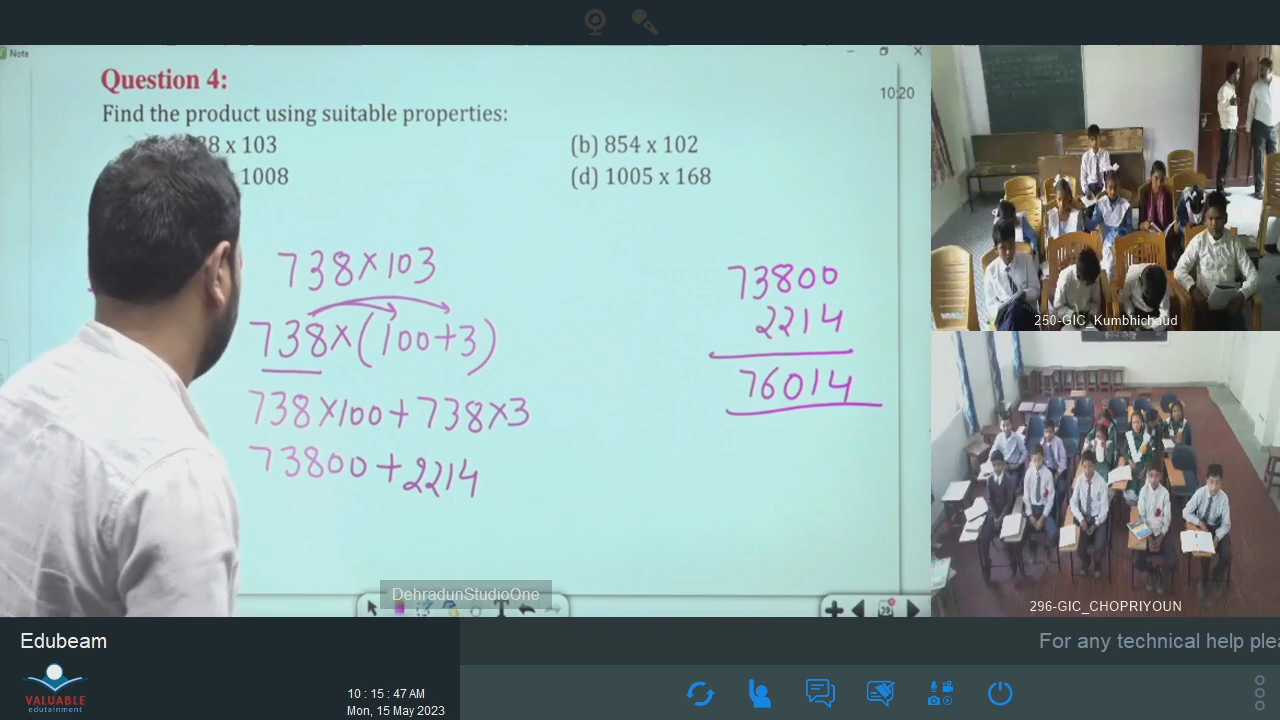 Note
Question 4:
10:20
Find the product using suitable properties:
38 x 103
(b) 854 x 102
1008
(d) 1005 x 168
738×103
738×(100+3)
738×100+738×3
73800+2214
73800
2214
76014
250-GIC_Kumbhichaud
296-GIC_CHOPRIYOUN
DehradunStudioOne
Edubeam
For any technical help plea
VALUABLE
edutainment
10 : 15 : 47 AM
Mon, 15 May 2023